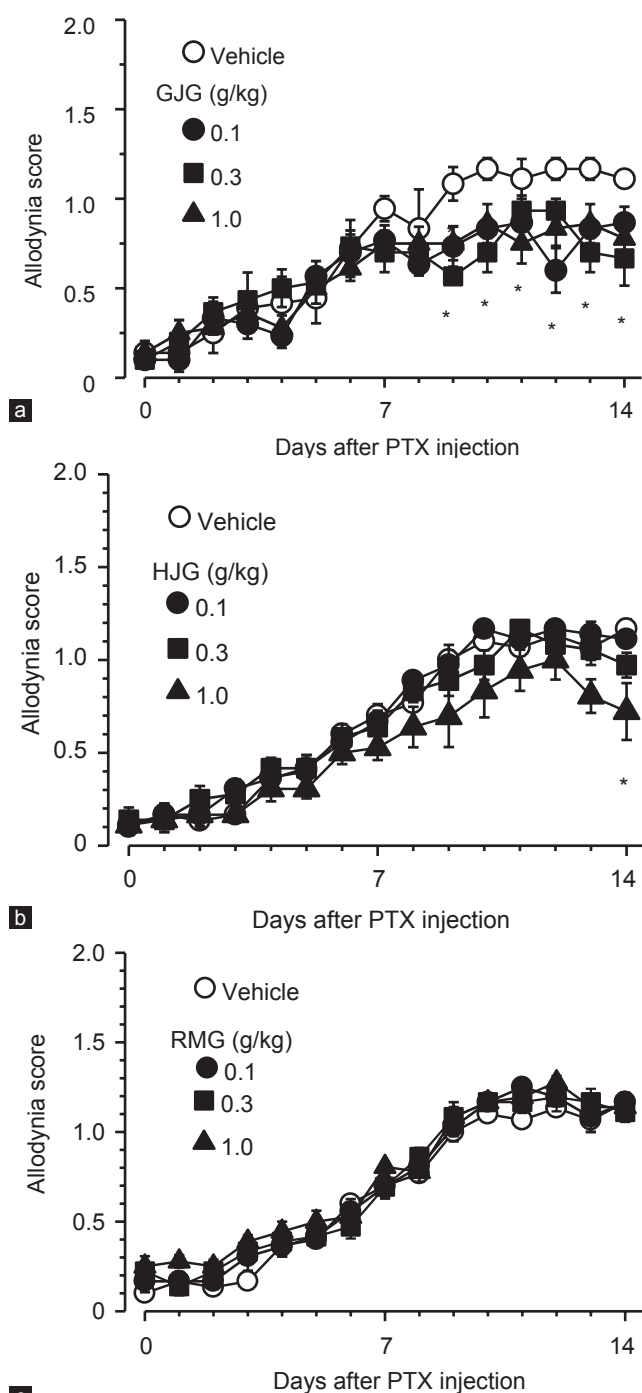 2.0
Vehicle
GJG (g/kg)
1.5
0.1
0.3
1.0
1.0
Allodynia score
0.5
* * * * * *
0
a
0 7 14
Days after PTX injection
2.0
Vehicle
HJG (g/kg)
1.5
0.1
0.3
1.0
1.0
Allodynia score
0.5
*
0
0 7 14
b
Days after PTX injection
2.0
Vehicle
RMG (g/kg)
1.5
0.1
0.3
1.0
1.0
Allodynia score
0.5
0
0 7 14
Days after PTX injection